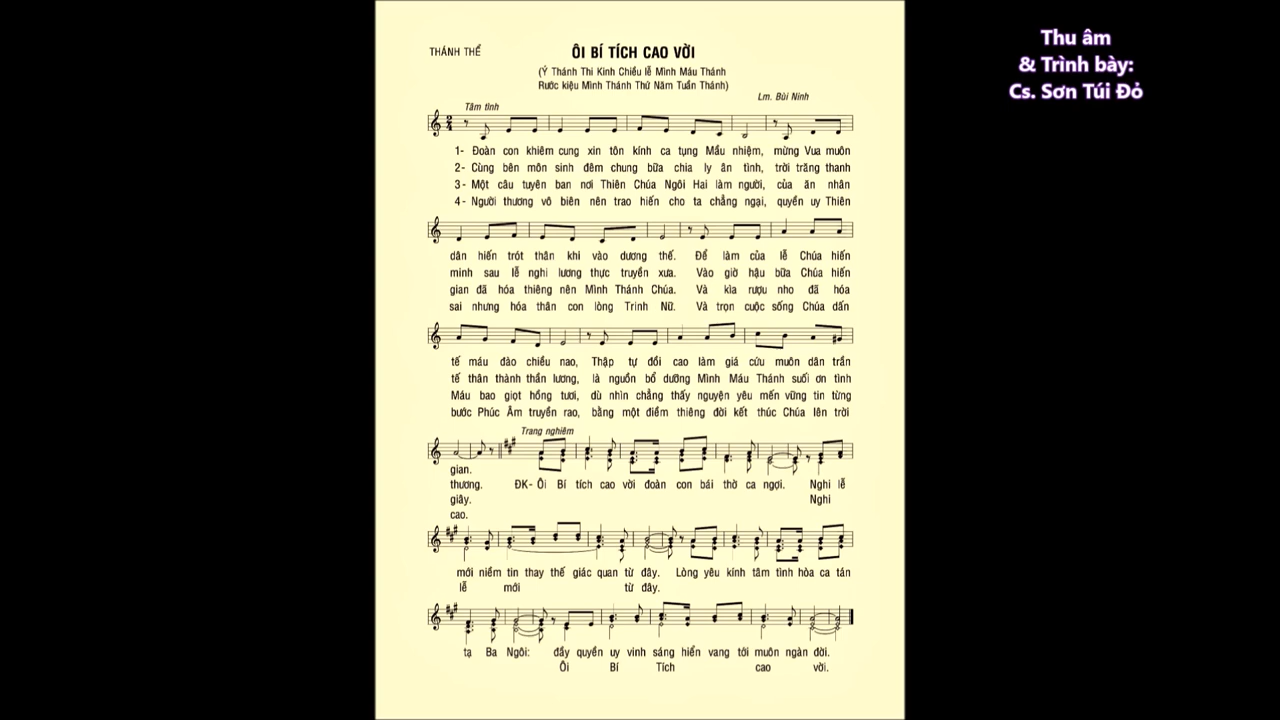 THÁNH THỂ
ÔI BÍ TÍCH CAO VỜI
(Ý Thánh Thi Kinh Chiều lễ Mình Máu Thánh
Rước kiệu Mình Thánh Thứ Năm Tuần Thánh)
Lm. Bùi Ninh
Thu âm
& Trình bày:
Cs. Sơn Túi Đỏ
Tâm tình
2
4
1- Đoàn con khiêm cung xin tôn kính ca tụng Mầu nhiệm, mừng Vua muôn
2- Cùng bên môn sinh đêm chung bữa chia ly ân tình, trời trăng thanh
3- Một câu tuyên ban nơi Thiên Chúa Ngôi Hai làm người, của ăn nhân
4- Người thương vô biên nên trao hiến cho ta chẳng ngại, quyền uy Thiên
dân hiến trót thân khi vào dương thế. Để làm của lễ Chúa hiến
minh sau lễ nghi lương thực truyền xưa. Vào giờ hậu bữa Chúa hiến
gian đã hóa thiêng nên Mình Thánh Chúa. Và kìa rượu nho đã hóa
sai nhưng hóa thân con lòng Trinh Nữ. Và trọn cuộc sống Chúa dấn
tế máu đào chiều nao, Thập tự đồi cao làm giá cứu muôn dân trần
tế thân thành thần lương, là nguồn bổ dưỡng Mình Máu Thánh suối ơn tình
Máu bao giọt hồng tươi, dù nhìn chẳng thấy nguyện yêu mến vững tin từng
bước Phúc Âm truyền rao, bằng một điểm thiêng đời kết thúc Chúa lên trời
Trang nghiêm
gian.
thương. ĐK- Ôi Bí tích cao vời đoàn con bái thờ ca ngợi. Nghi lễ
giây. Nghi
cao.
mới niềm tin thay thế giác quan từ đây. Lòng yêu kính tâm tình hòa ca tán
lễ mới từ đây.
tạ Ba Ngôi: đầy quyền uy vinh sáng hiển vang tới muôn ngàn đời.
Ôi Bí Tích cao vời.